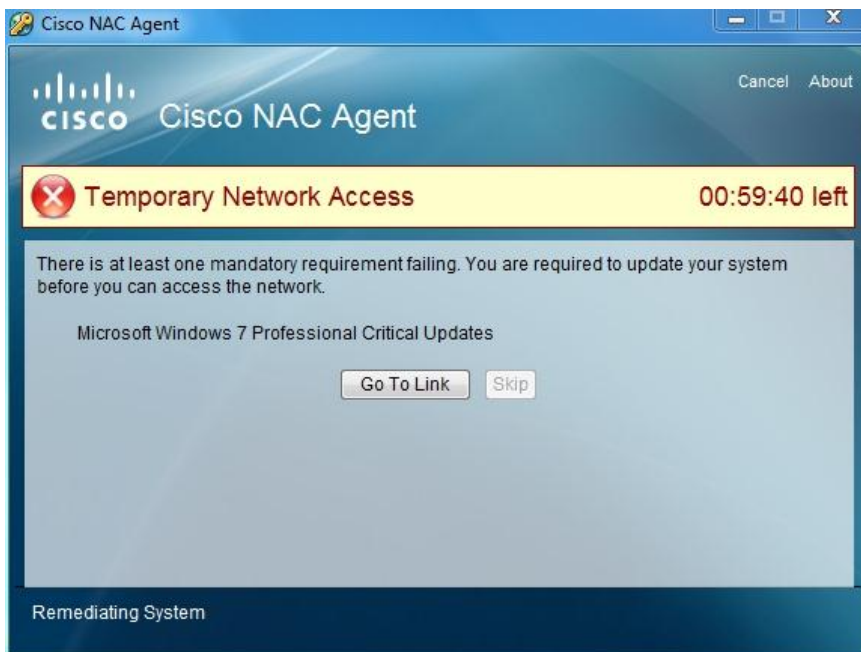 Cisco NAC Agent
Cancel About
CISCO Cisco NAC Agent
Temporary Network Access 00:59:40 left
There is at least one mandatory requirement failing. You are required to update your system
before you can access the network.
Microsoft Windows 7 Professional Critical Updates
Go To Link Skip
Remediating System